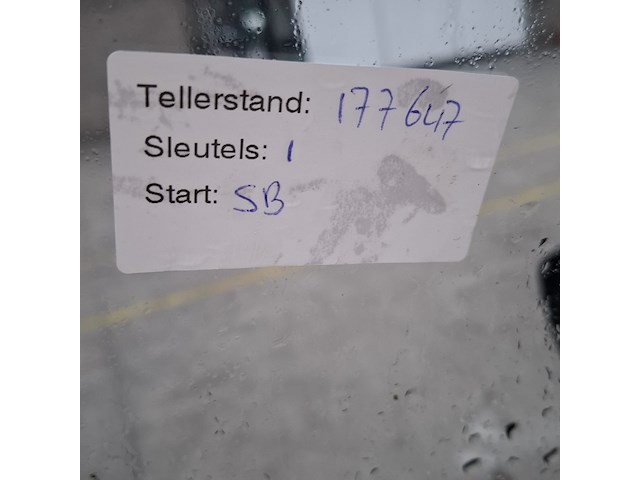 Tellerstand: 177647
Sleutels: 1
Start: SB